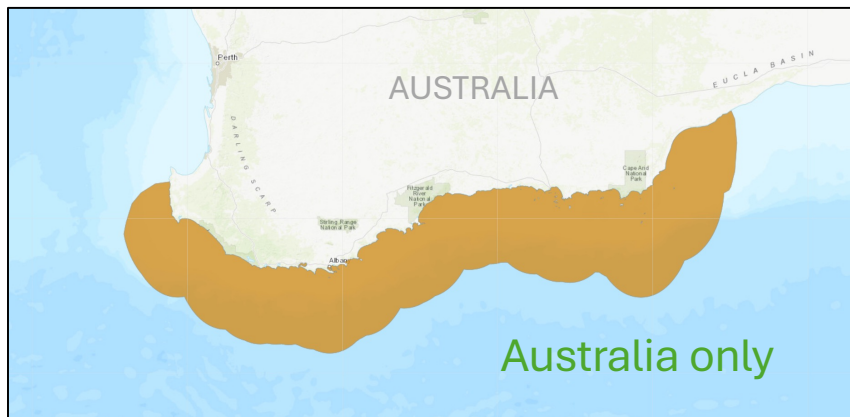 Perth
AUSTRALIA
EUCLA BASIN
DARLING SCARP
Cape Arid
National
Park
Fitzgerald
River
National
Park
Stirling Range
National Park
Alba
Australia only